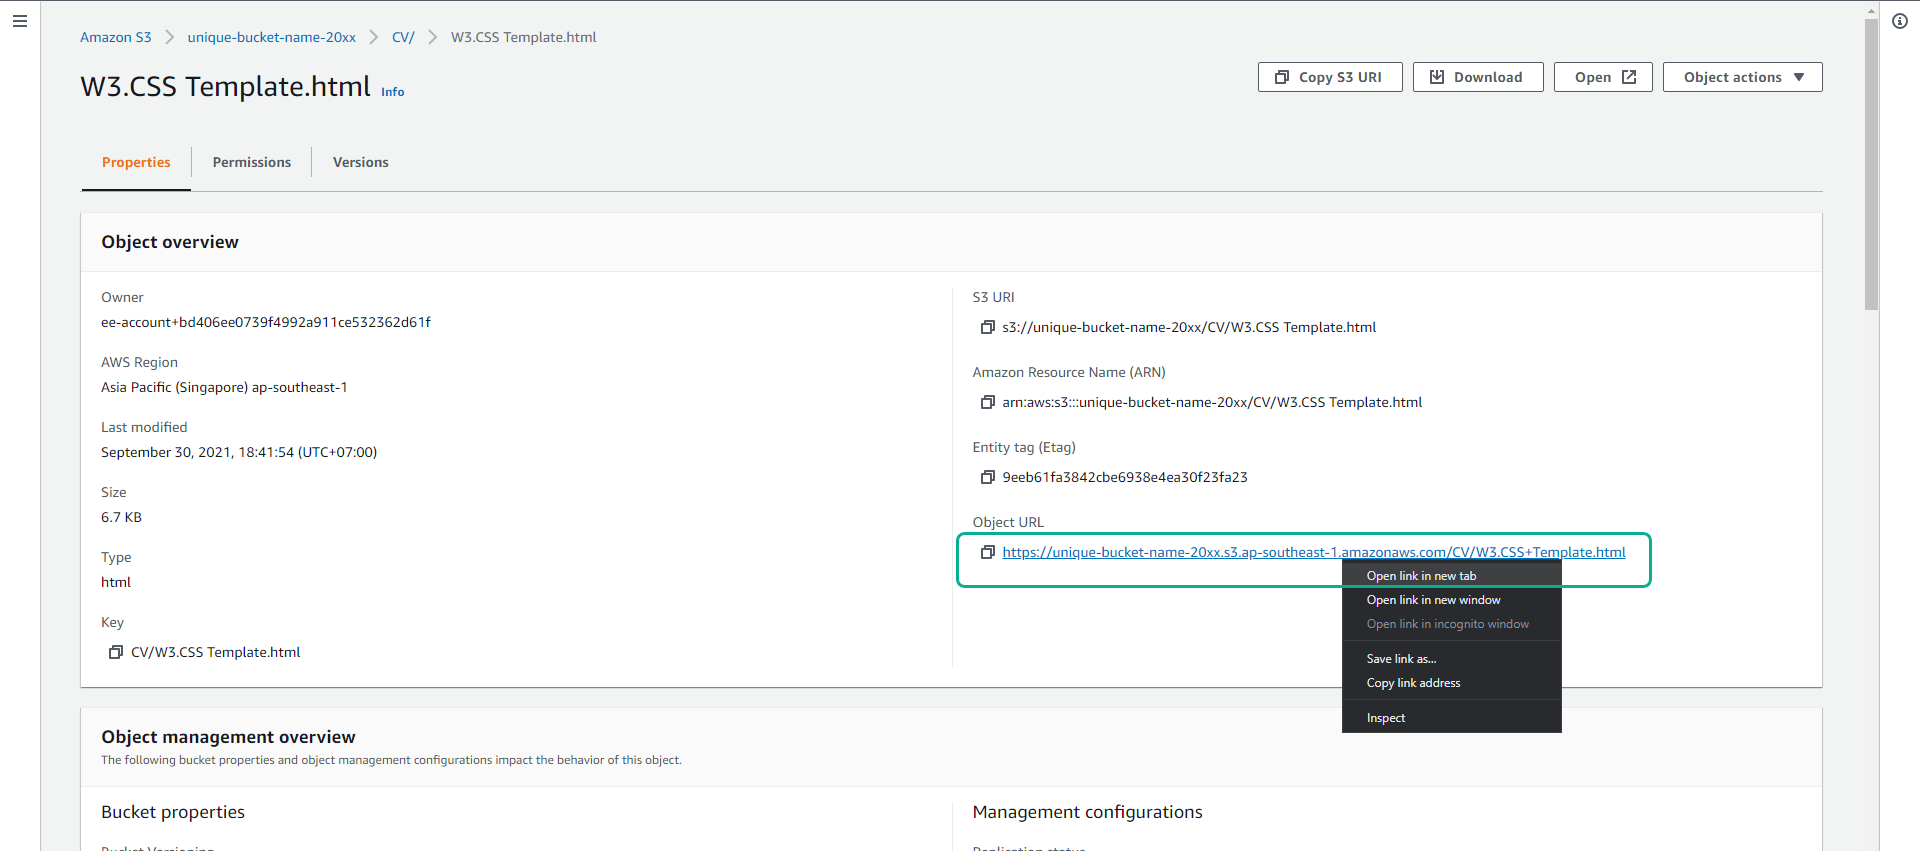 Amazon S3 > unique-bucket-name-20xx > CV/ > W3.CSS Template.html
W3.CSS Template.html Info
Copy S3 URI
Download
Open
Object actions
Properties
Permissions
Versions
Object overview
Owner
ee-account+bd406ee0739f4992a911ce532362d61f
AWS Region
Asia Pacific (Singapore) ap-southeast-1
Last modified
September 30, 2021, 18:41:54 (UTC+07:00)
Size
6.7 KB
Type
html
Key
CV/W3.CSS Template.html
S3 URI
s3://unique-bucket-name-20xx/CV/W3.CSS Template.html
Amazon Resource Name (ARN)
arn:aws:s3:::unique-bucket-name-20xx/CV/W3.CSS Template.html
Entity tag (Etag)
9eeb61fa3842cbe6938e4ea30f23fa23
Object URL
https://unique-bucket-name-20xx.s3.ap-southeast-1.amazonaws.com/CV/W3.CSS+Template.html
Open link in new tab
Open link in new window
Open link in incognito window
Save link as...
Copy link address
Inspect
Object management overview
The following bucket properties and object management configurations impact the behavior of this object.
Bucket properties
Bucket Versioning
Management configurations
Replication status